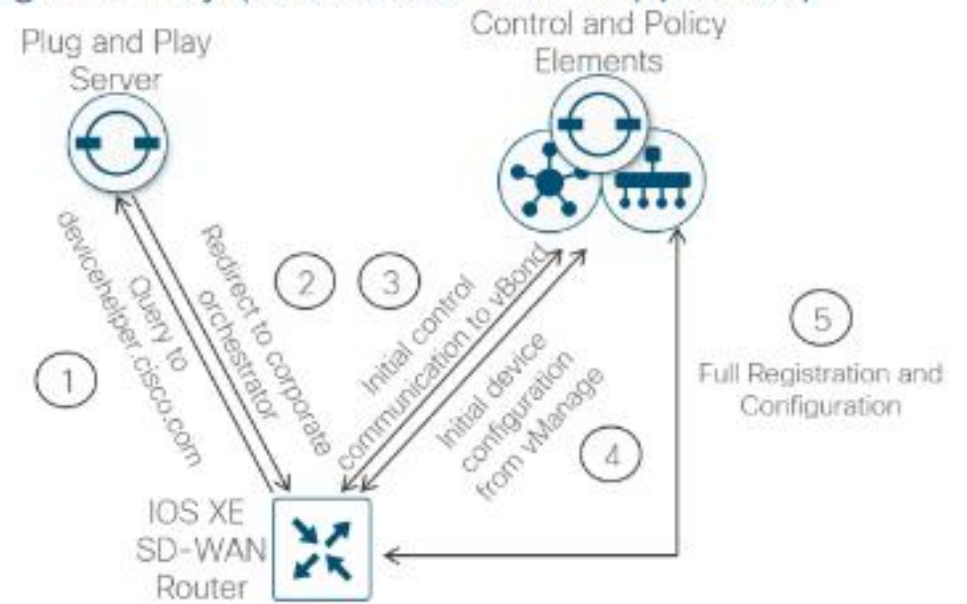 Plug and Play
Server
Control and Policy
Elements
1
Query to
devicehelper.cisco.com
2
Redirect to corporate
orchestrator
3
Initial control
communication to vBond
4
Initial device
configuration
from vManage
5
Full Registration and
Configuration
IOS XE
SD-WAN
Router